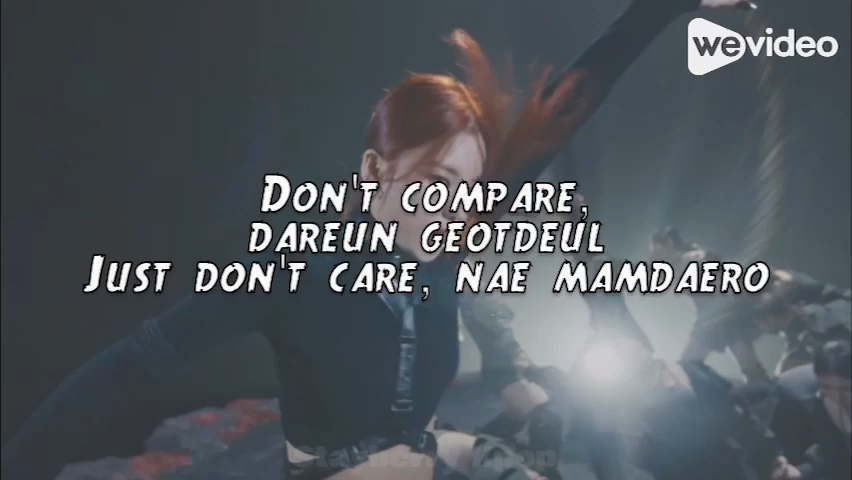 wevideo
Don't compare,
dareun geotdeul
Just don't care, nae mamdaero